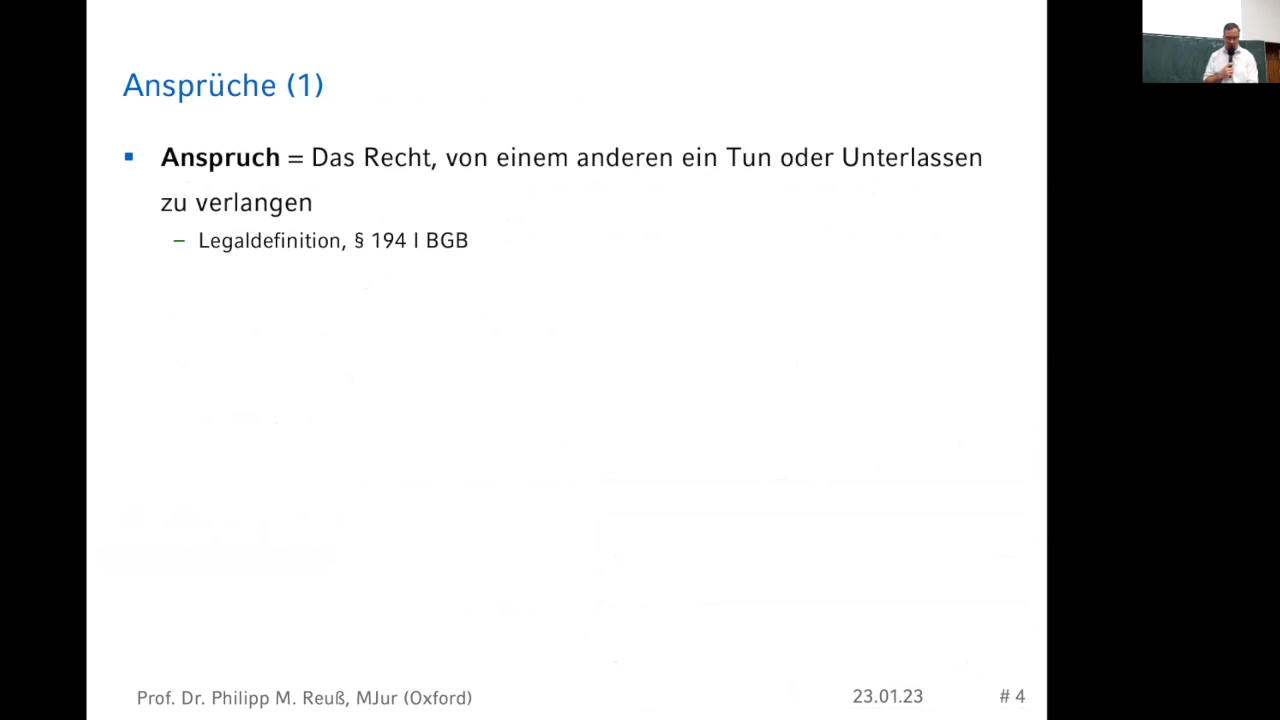 Ansprüche (1)
▪ Anspruch = Das Recht, von einem anderen ein Tun oder Unterlassen
zu verlangen
– Legaldefinition, § 194 I BGB
Prof. Dr. Philipp M. Reuß, MJur (Oxford) 23.01.23 # 4